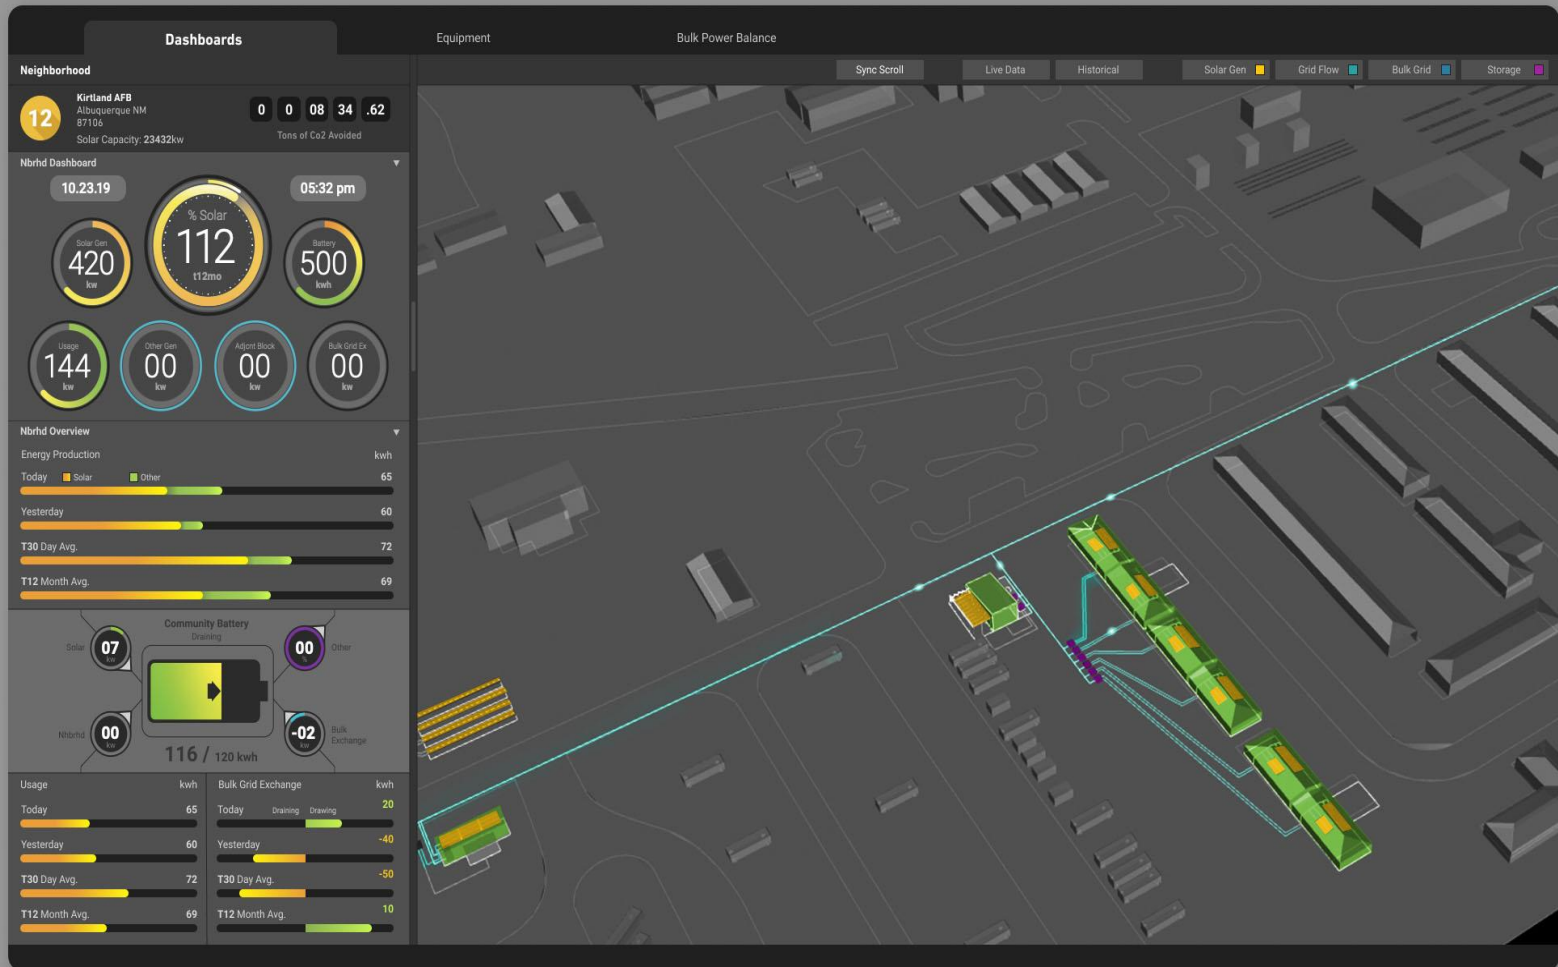 Dashboards
Equipment
Bulk Power Balance
Neighborhood
Sync Scroll
Live Data
Historical
Solar Gen
Grid Flow
Bulk Grid
Storage
12
Kirtland AFB
Albuquerque NM
87106
Solar Capacity: 23432kw
0 0 08 34 .62
Tons of Co2 Avoided
Nbrhd Dashboard
10.23.19
05:32 pm
% Solar
112
t12mo
Solar Gen
420
kw
Battery
500
kwh
Usage
144
kw
Other Gen
00
kw
Adjcnt Block
00
kw
Bulk Grid Ex
00
kw
Nbrhd Overview
Energy Production kwh
Today Solar Other 65
Yesterday 60
T30 Day Avg. 72
T12 Month Avg. 69
Community Battery
Draining
Solar
07
kw
00
%
Other
Nhbrhd
00
kw
-02
kw
Bulk
Exchange
116 / 120 kwh
Usage kwh
Today 65
Yesterday 60
T30 Day Avg. 72
T12 Month Avg. 69
Bulk Grid Exchange kwh
Today Draining Drawing 20
Yesterday -40
T30 Day Avg. -50
T12 Month Avg. 10